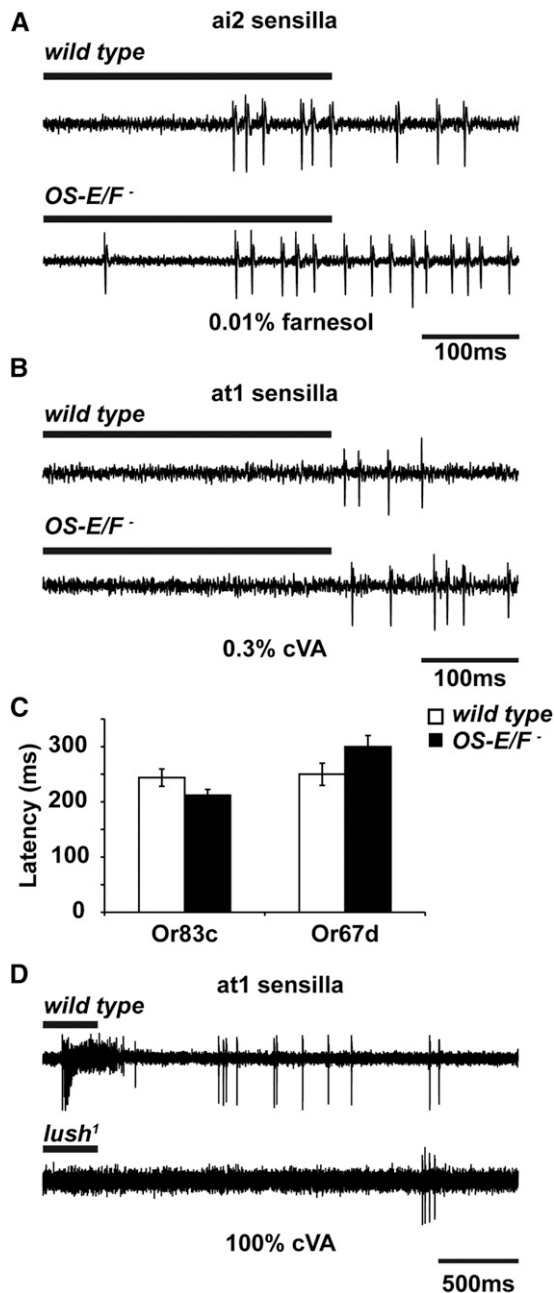 A
ai2 sensilla
wild type
OS-E/F -
0.01% farnesol
100ms
B
at1 sensilla
wild type
OS-E/F -
0.3% cVA
100ms
C
wild type
OS-E/F -
Latency (ms)
300
200
100
0
Or83c
Or67d
D
at1 sensilla
wild type
lush1
100% cVA
500ms